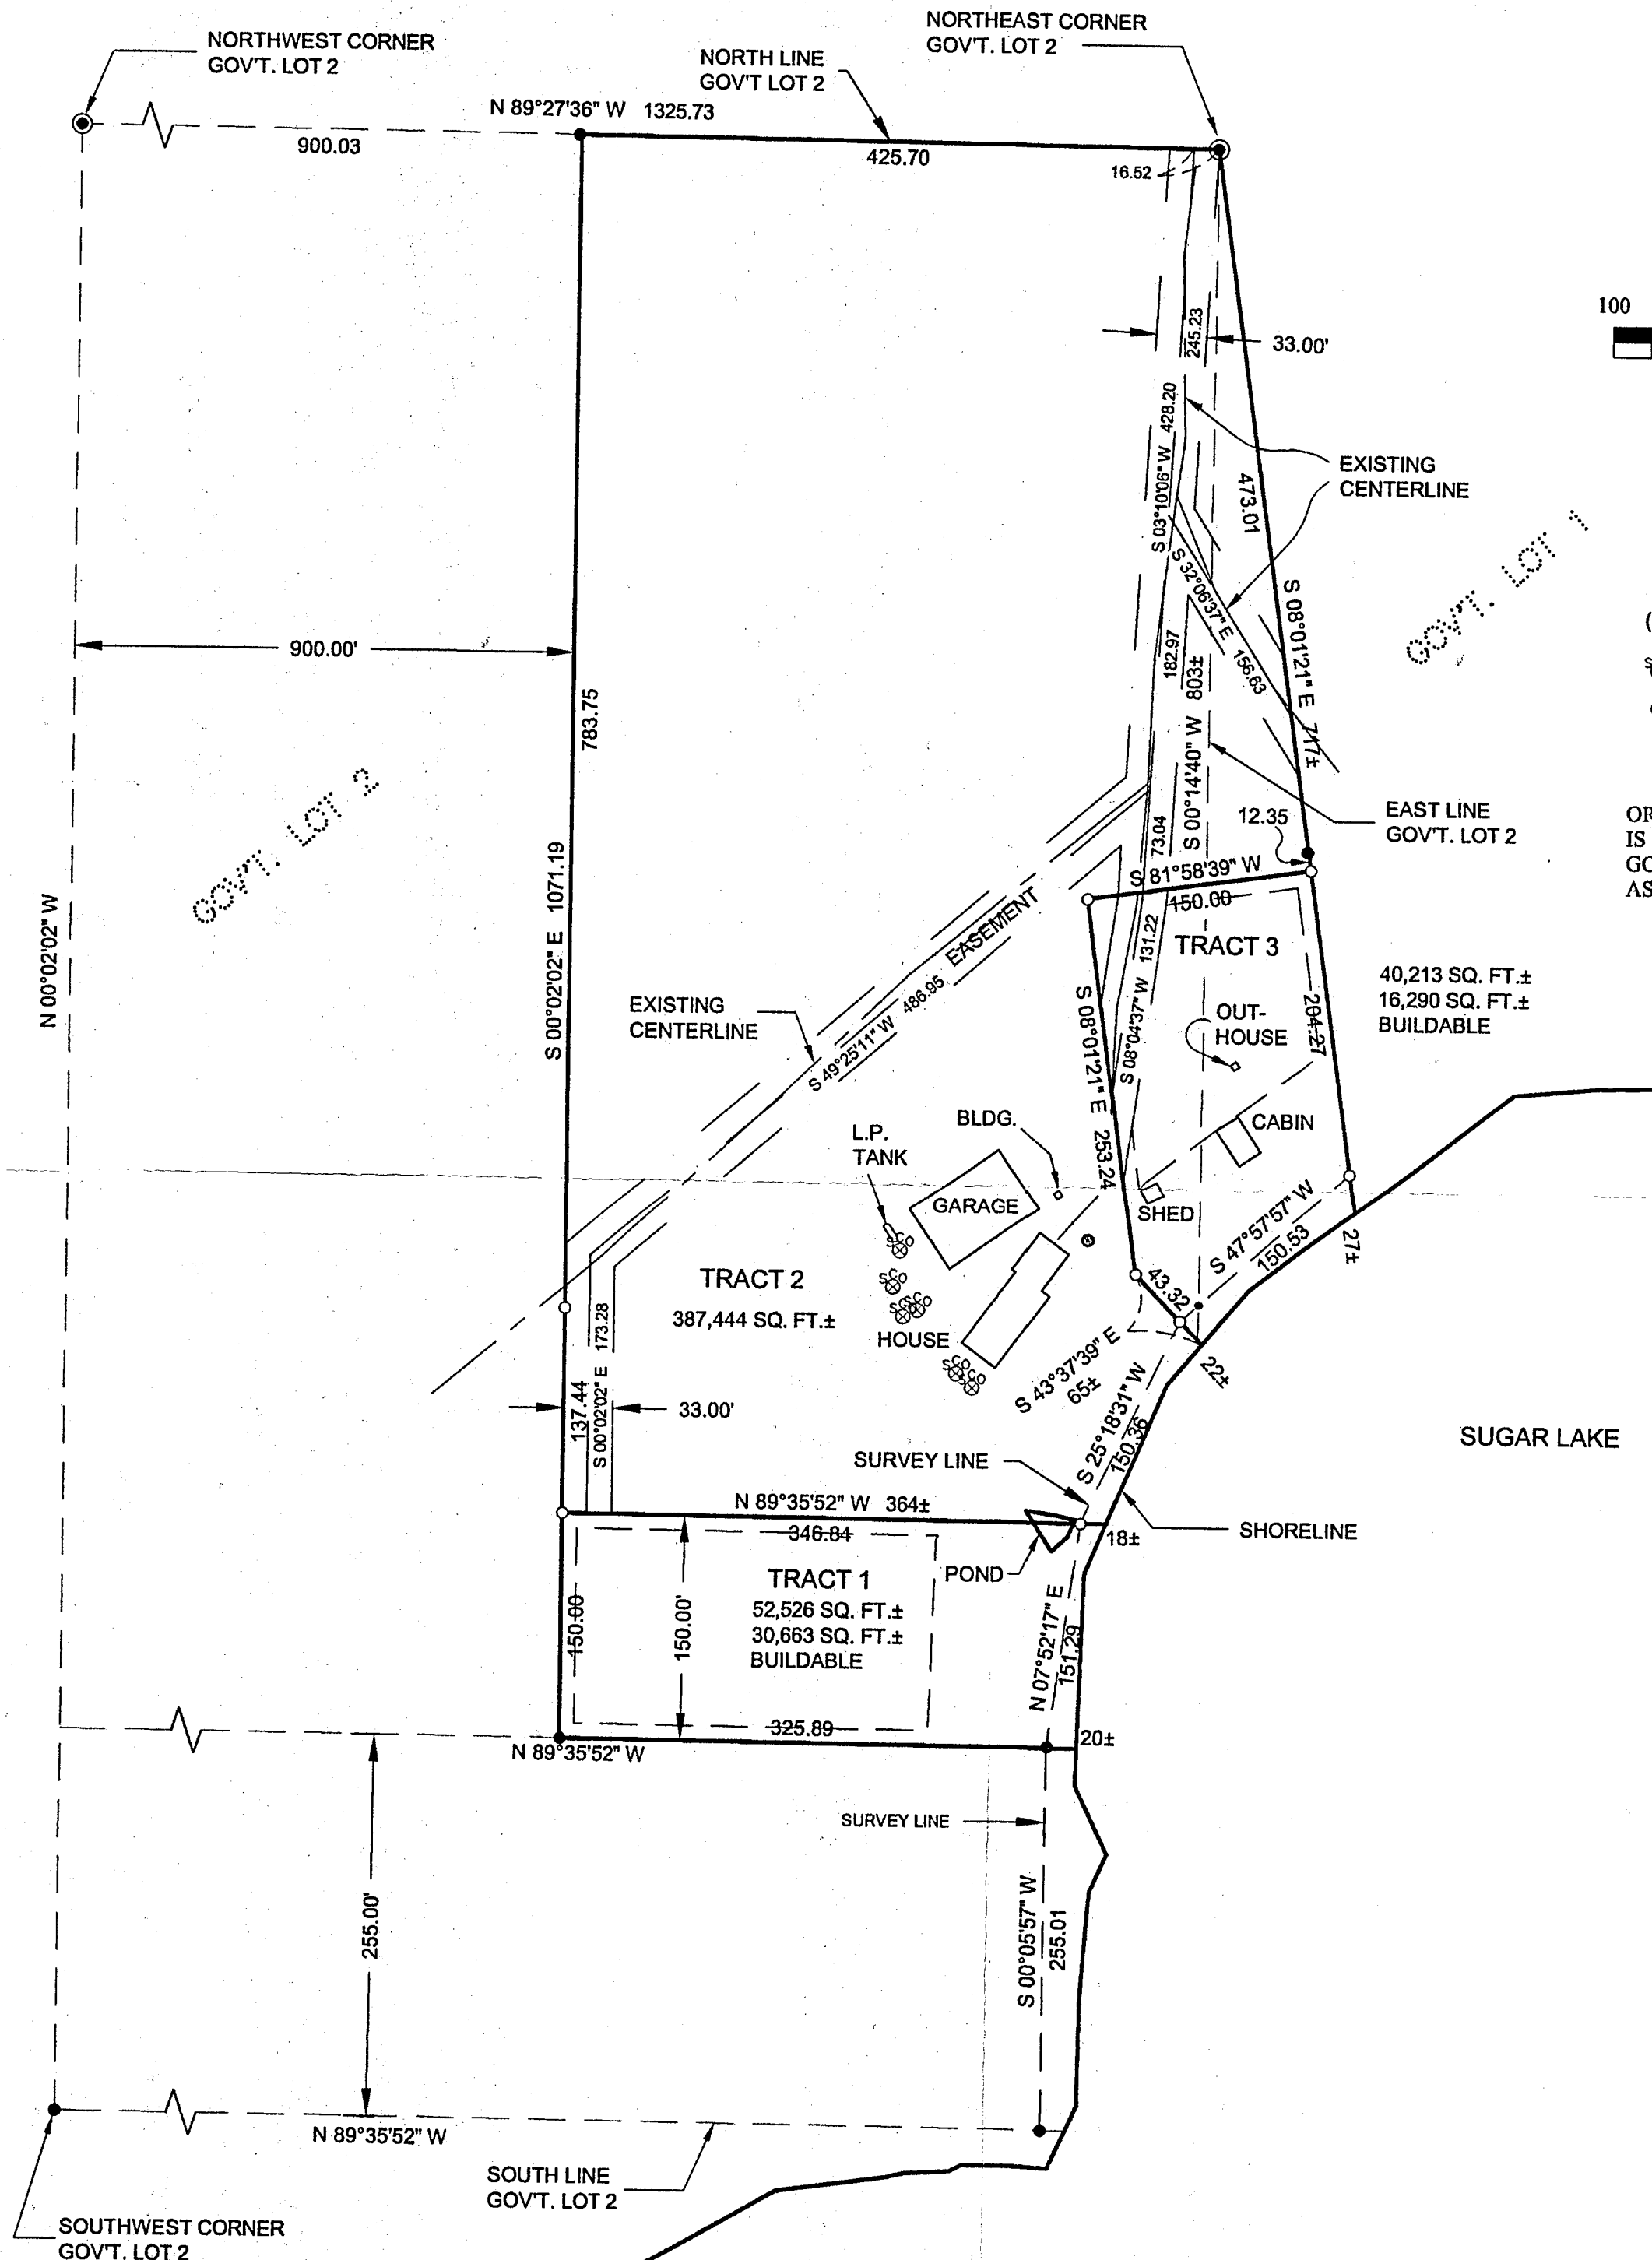 NORTHWEST CORNER
GOV'T. LOT 2
NORTH LINE
GOV'T LOT 2
NORTHEAST CORNER
GOV'T. LOT 2
N 89°27'36" W 1325.73
900.03
425.70
16.52
245.23
33.00'
100
S 03°10'06" W 428.20
EXISTING
CENTERLINE
473.01
S 32°06'37" E 156.63
S 08°01'21" E 717±
GOV'T. LOT 1
(
900.00'
182.97
S 00°14'40" W 803±
783.75
S 00°02'02" E 1071.19
GOV'T. LOT 2
N 00°02'02" W
73.04
12.35
EAST LINE
GOV'T. LOT 2
OR
IS
GO
AS
S 81°58'39" W
150.00
EASEMENT
S 49°25'11" W 486.95
EXISTING
CENTERLINE
131.22
S 08°04'37" W
TRACT 3
40,213 SQ. FT.±
16,290 SQ. FT.±
BUILDABLE
OUT-
HOUSE
204.27
S 08°01'21" E 253.24
CABIN
BLDG.
L.P.
TANK
GARAGE
SHED
S 47°57'57" W
150.53
27±
SCO
SCO
SCO
SCO
TRACT 2
387,444 SQ. FT.±
HOUSE
SCO
SCO
43.32
S 43°37'39" E
65±
22±
S 25°18'31" W
150.36
137.44
S 00°02'02" E 173.28
33.00'
SUGAR LAKE
SURVEY LINE
N 89°35'52" W 364±
346.84
18±
SHORELINE
POND
TRACT 1
52,526 SQ. FT.±
30,663 SQ. FT.±
BUILDABLE
150.00
150.00'
N 07°52'17" E
151.29
325.89
20±
N 89°35'52" W
SURVEY LINE
255.00'
S 00°05'57" W
255.01
N 89°35'52" W
SOUTH LINE
GOV'T. LOT 2
SOUTHWEST CORNER
GOV'T. LOT 2